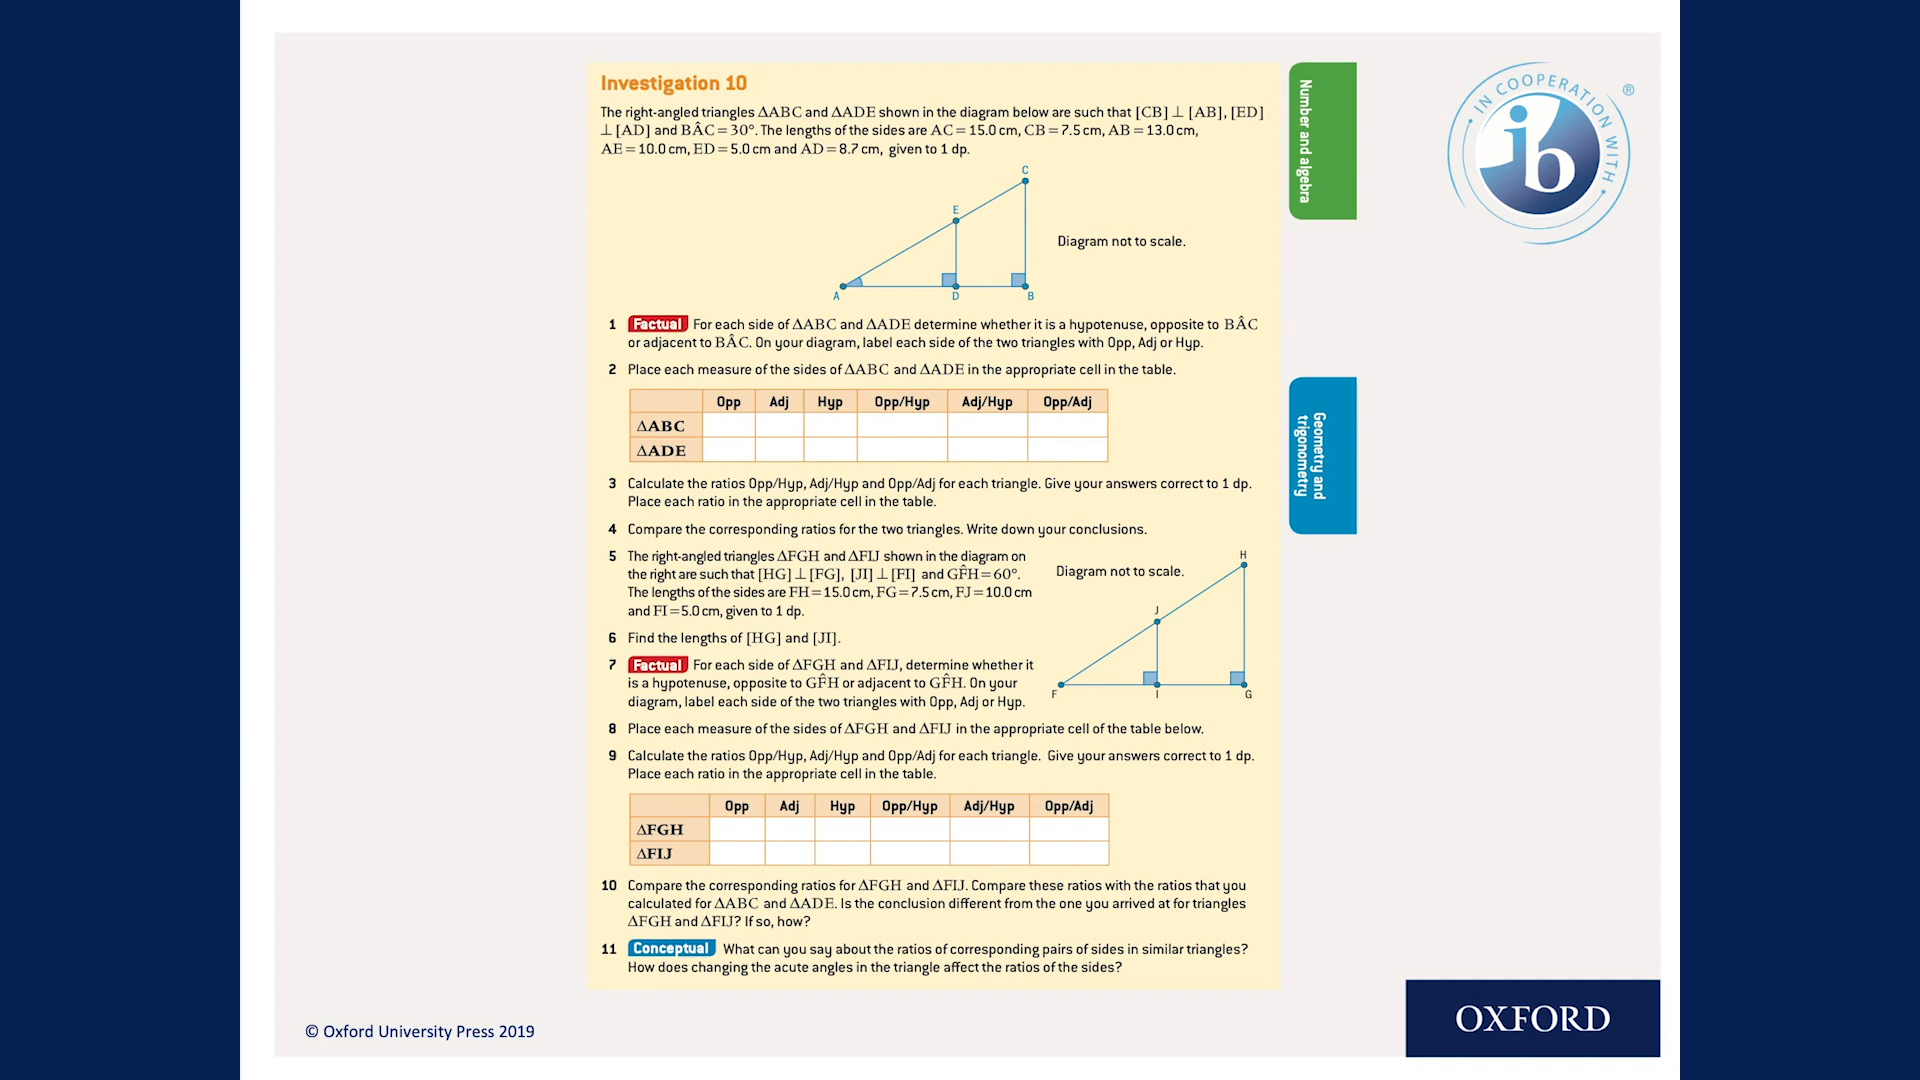 Investigation 10
The right-angled triangles ΔABC and ΔADE shown in the diagram below are such that [CB] ⊥ [AB], [ED]
⊥ [AD] and BÂC = 30°. The lengths of the sides are AC = 15.0 cm, CB = 7.5 cm, AB = 13.0 cm,
AE = 10.0 cm, ED = 5.0 cm and AD = 8.7 cm, given to 1 dp.
C
E
Diagram not to scale.
A
D
B
1 Factual For each side of ΔABC and ΔADE determine whether it is a hypotenuse, opposite to BÂC
or adjacent to BÂC. On your diagram, label each side of the two triangles with Opp, Adj or Hyp.
2 Place each measure of the sides of ΔABC and ΔADE in the appropriate cell in the table.
Opp Adj Hyp Opp/Hyp Adj/Hyp Opp/Adj
ΔABC
ΔADE
3 Calculate the ratios Opp/Hyp, Adj/Hyp and Opp/Adj for each triangle. Give your answers correct to 1 dp.
Place each ratio in the appropriate cell in the table.
4 Compare the corresponding ratios for the two triangles. Write down your conclusions.
5 The right-angled triangles ΔFGH and ΔFIJ shown in the diagram on
the right are such that [HG] ⊥ [FG], [JI] ⊥ [FI] and GF̂H = 60°.
The lengths of the sides are FH = 15.0 cm, FG = 7.5 cm, FJ = 10.0 cm
and FI = 5.0 cm, given to 1 dp.
H
Diagram not to scale.
J
F
I
G
6 Find the lengths of [HG] and [JI].
7 Factual For each side of ΔFGH and ΔFIJ, determine whether it
is a hypotenuse, opposite to GF̂H or adjacent to GF̂H. On your
diagram, label each side of the two triangles with Opp, Adj or Hyp.
8 Place each measure of the sides of ΔFGH and ΔFIJ in the appropriate cell of the table below.
9 Calculate the ratios Opp/Hyp, Adj/Hyp and Opp/Adj for each triangle. Give your answers correct to 1 dp.
Place each ratio in the appropriate cell in the table.
Opp Adj Hyp Opp/Hyp Adj/Hyp Opp/Adj
ΔFGH
ΔFIJ
10 Compare the corresponding ratios for ΔFGH and ΔFIJ. Compare these ratios with the ratios that you
calculated for ΔABC and ΔADE. Is the conclusion different from the one you arrived at for triangles
ΔFGH and ΔFIJ? If so, how?
11 Conceptual What can you say about the ratios of corresponding pairs of sides in similar triangles?
How does changing the acute angles in the triangle affect the ratios of the sides?
Number and algebra
Geometry and
trigonometry
IN COOPERATION WITH
ib
®
© Oxford University Press 2019
OXFORD